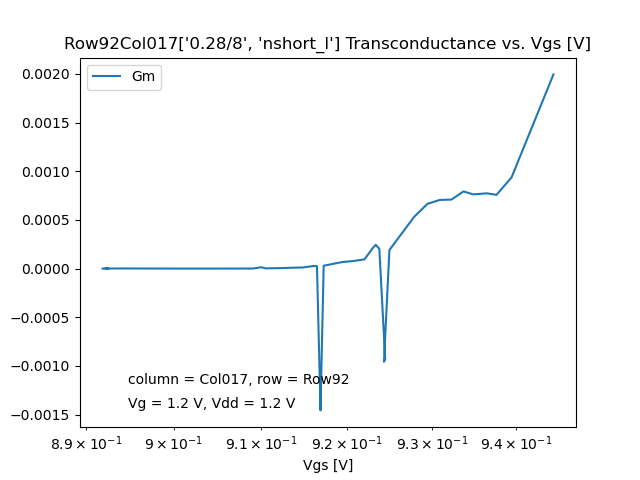 Row92Col017['0.28/8', 'nshort_l'] Transconductance vs. Vgs [V]
Gm
0.0020
0.0015
0.0010
0.0005
0.0000
−0.0005
−0.0010
−0.0015
column = Col017, row = Row92
Vg = 1.2 V, Vdd = 1.2 V
8.9 × 10⁻¹ 9 × 10⁻¹ 9.1 × 10⁻¹ 9.2 × 10⁻¹ 9.3 × 10⁻¹ 9.4 × 10⁻¹
Vgs [V]